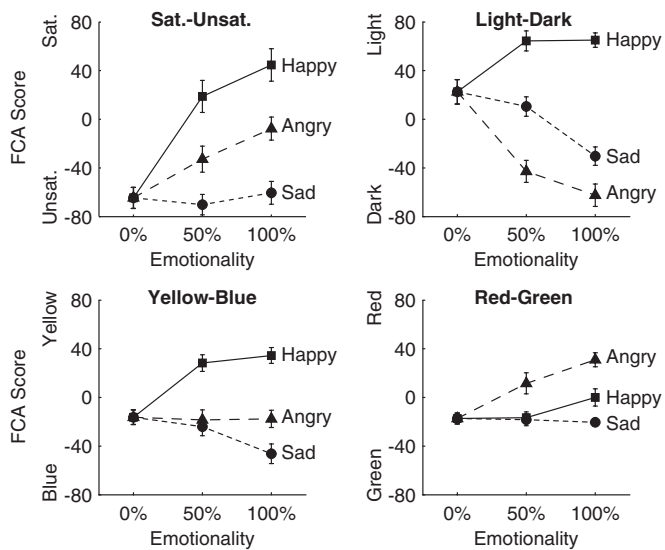 Sat.-Unsat.
Sat.
Unsat.
FCA Score
80
40
0
-40
-80
Happy
Angry
Sad
0% 50% 100%
Emotionality
Light-Dark
Light
Dark
80
40
0
-40
-80
Happy
Sad
Angry
0% 50% 100%
Emotionality
Yellow-Blue
Yellow
Blue
FCA Score
80
40
0
-40
-80
Happy
Angry
Sad
0% 50% 100%
Emotionality
Red-Green
Red
Green
80
40
0
-40
-80
Angry
Happy
Sad
0% 50% 100%
Emotionality